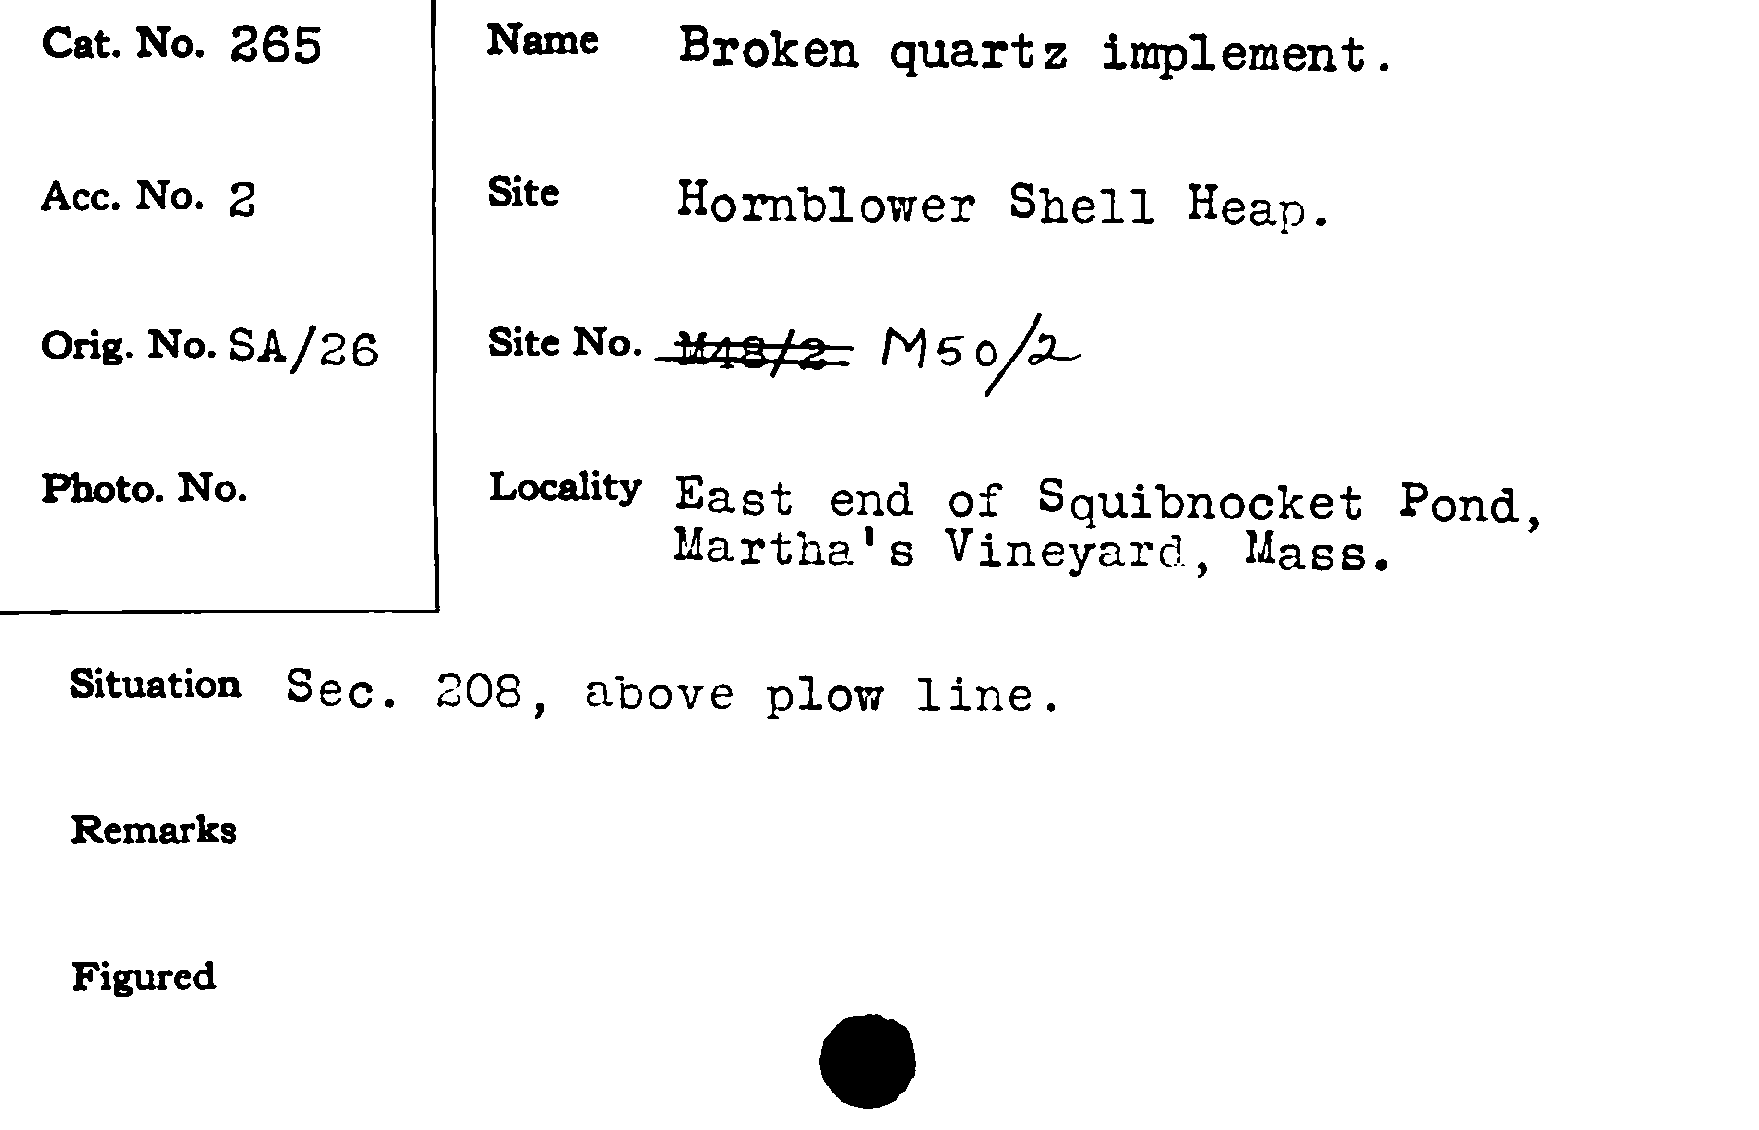 Cat. No. 265
Name Broken quartz implement.
Acc. No. 2
Site Hornblower Shell Heap.
Orig. No. SA/26
Site No. M48/2 M50/2
Photo. No.
Locality East end of Squibnocket Pond,
Martha's Vineyard, Mass.
Situation Sec. 208, above plow line.
Remarks
Figured